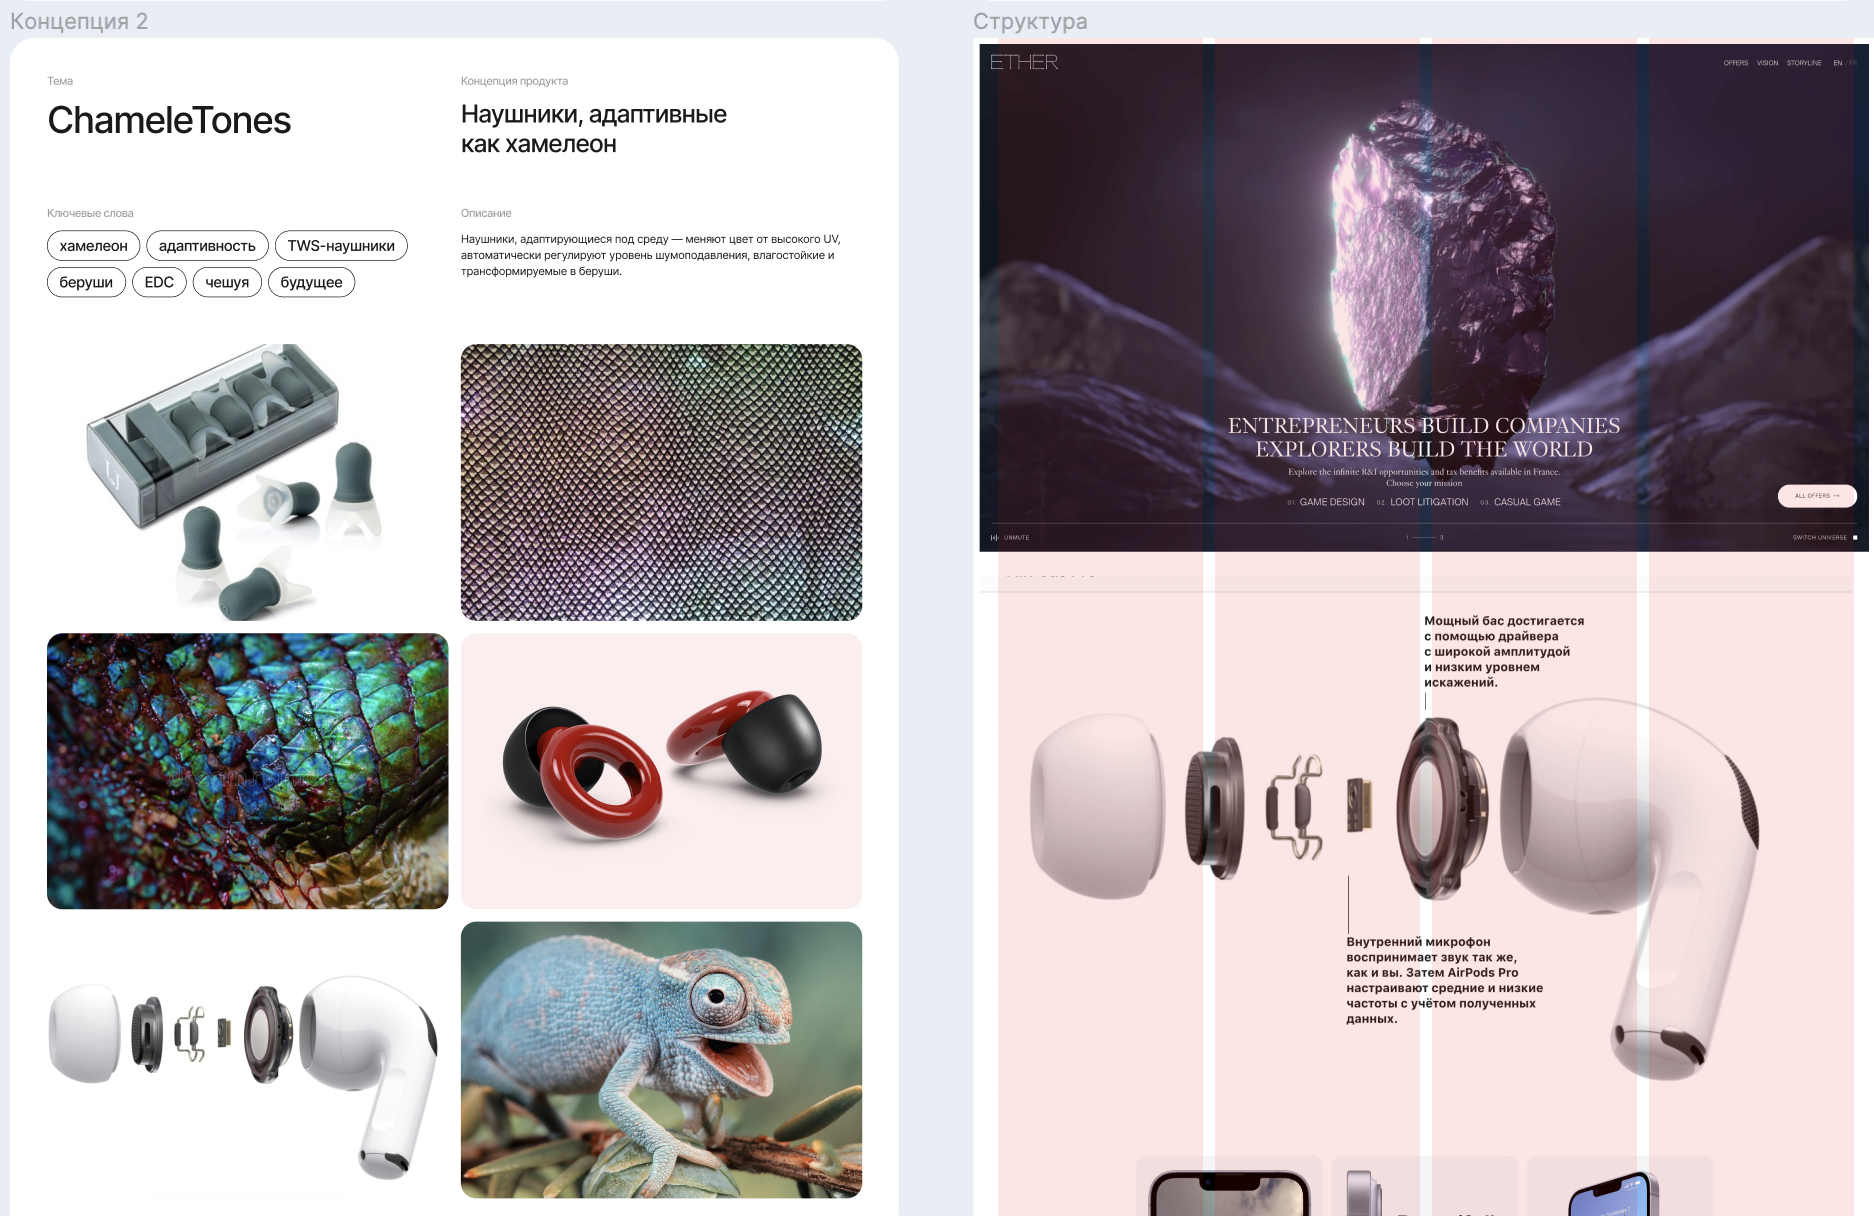 Концепция 2
Тема
ChameleTones
Концепция продукта
Наушники, адаптивные
как хамелеон
Ключевые слова
хамелеон
адаптивность
TWS-наушники
беруши
EDC
чешуя
будущее
Описание
Наушники, адаптирующиеся под среду — меняют цвет от высокого UV,
автоматически регулируют уровень шумоподавления, влагостойкие и
трансформируемые в беруши.
Структура
ETHER
OFFERS VISION STORYLINE EN / FR
ENTREPRENEURS BUILD COMPANIES
EXPLORERS BUILD THE WORLD
Explore the infinite R&I opportunities and tax benefits available in France.
Choose your mission
01. GAME DESIGN 02. LOOT LITIGATION 03. CASUAL GAME
ALL OFFERS →
UNMUTE
1 3
SWITCH UNIVERSE
Мощный бас достигается
с помощью драйвера
с широкой амплитудой
и низким уровнем
искажений.
Внутренний микрофон
воспринимает звук так же,
как и вы. Затем AirPods Pro
настраивают средние и низкие
частоты с учётом полученных
данных.